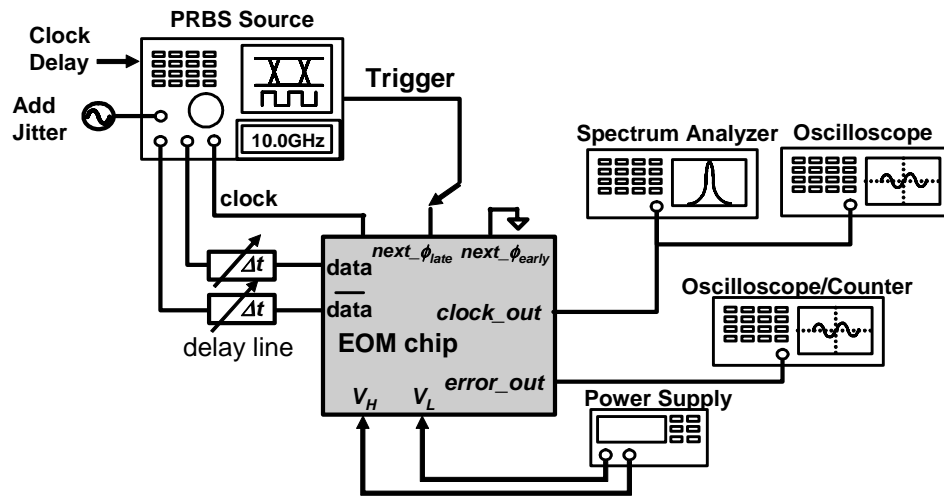 PRBS Source
Clock
Delay
Trigger
Add
Jitter
10.0GHz
Spectrum Analyzer
Oscilloscope
clock
next_ϕlate
next_ϕearly
Δt
data
Δt
data
delay line
clock_out
EOM chip
Oscilloscope/Counter
error_out
VH
VL
Power Supply